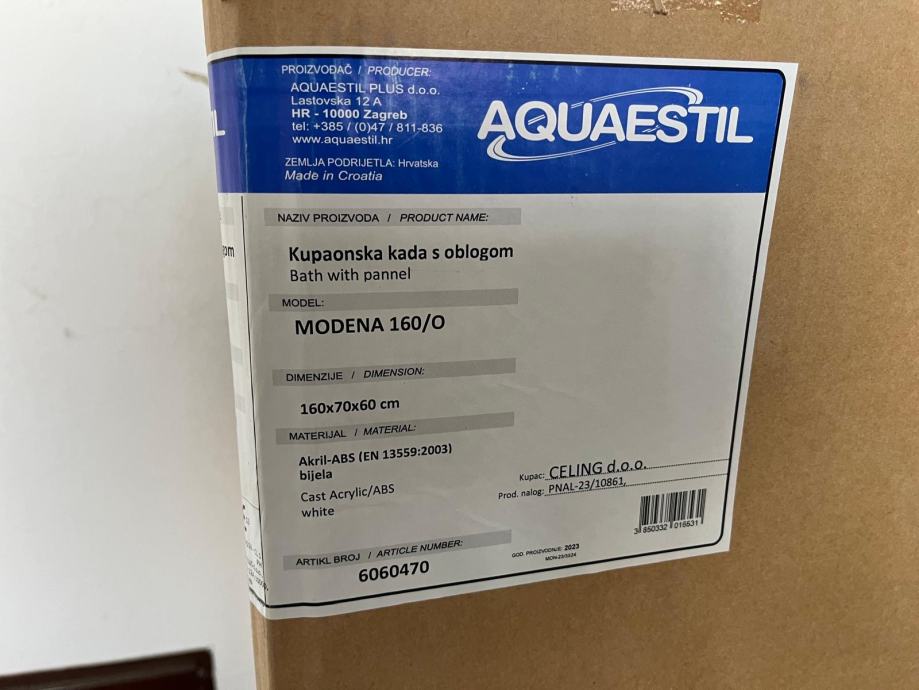 PROIZVOĐAČ / PRODUCER:
AQUAESTIL PLUS d.o.o.
Lastovska 12 A
HR - 10000 Zagreb
tel: +385 / (0)47 / 811-836
www.aquaestil.hr
ZEMLJA PODRIJETLA: Hrvatska
Made in Croatia
AQUAESTIL
NAZIV PROIZVODA / PRODUCT NAME:
Kupaonska kada s oblogom
Bath with pannel
MODEL:
MODENA 160/O
DIMENZIJE / DIMENSION:
160x70x60 cm
MATERIJAL / MATERIAL:
Akril-ABS (EN 13559:2003)
bijela
Cast Acrylic/ABS
white
Kupac: CELING d.o.o.
Prod. nalog: PNAL-23/10861,
3 850332 016531
ARTIKL BROJ / ARTICLE NUMBER:
6060470
GOD. PROIZVODNJE: 2023